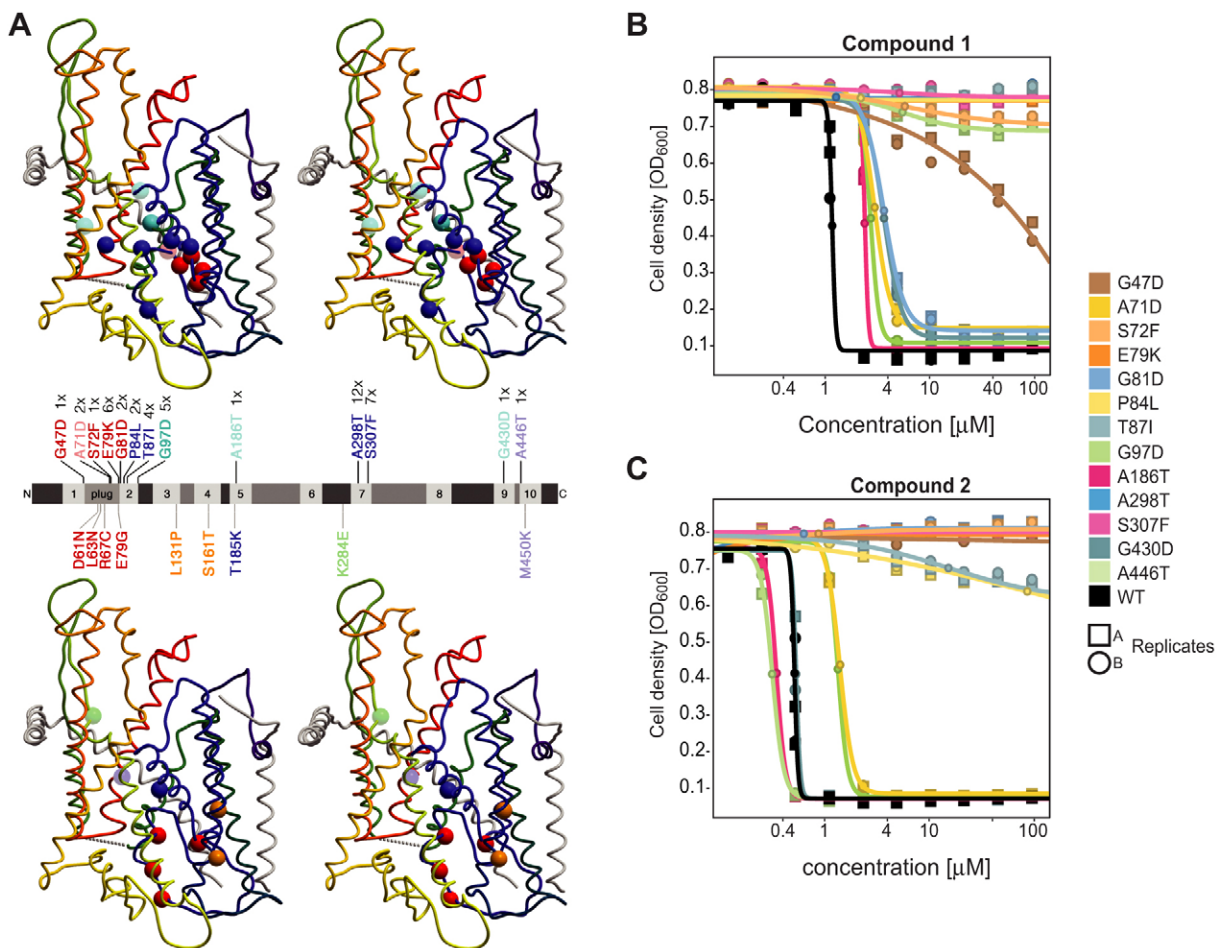 A
1x
2x
1x
6x
2x
2x
4x
5x
1x
12x
7x
1x
1x
G47D
A71D
S72F
E79K
G81D
P84L
T87I
G97D
A186T
A298T
S307F
G430D
A446T
N 1 plug 2 3 4 5 6 7 8 9 10 C
D61N
L63N
R67C
E79G
L131P
S161T
T185K
K284E
M450K
B
Compound 1
Cell density [OD600]
0.8
0.7
0.6
0.5
0.4
0.3
0.2
0.1
0.4 1 4 10 40 100
Concentration [µM]
C
Compound 2
Cell density [OD600]
0.8
0.7
0.6
0.5
0.4
0.3
0.2
0.1
0.4 1 4 10 40 100
concentration [µM]
G47D
A71D
S72F
E79K
G81D
P84L
T87I
G97D
A186T
A298T
S307F
G430D
A446T
WT
A
B
Replicates